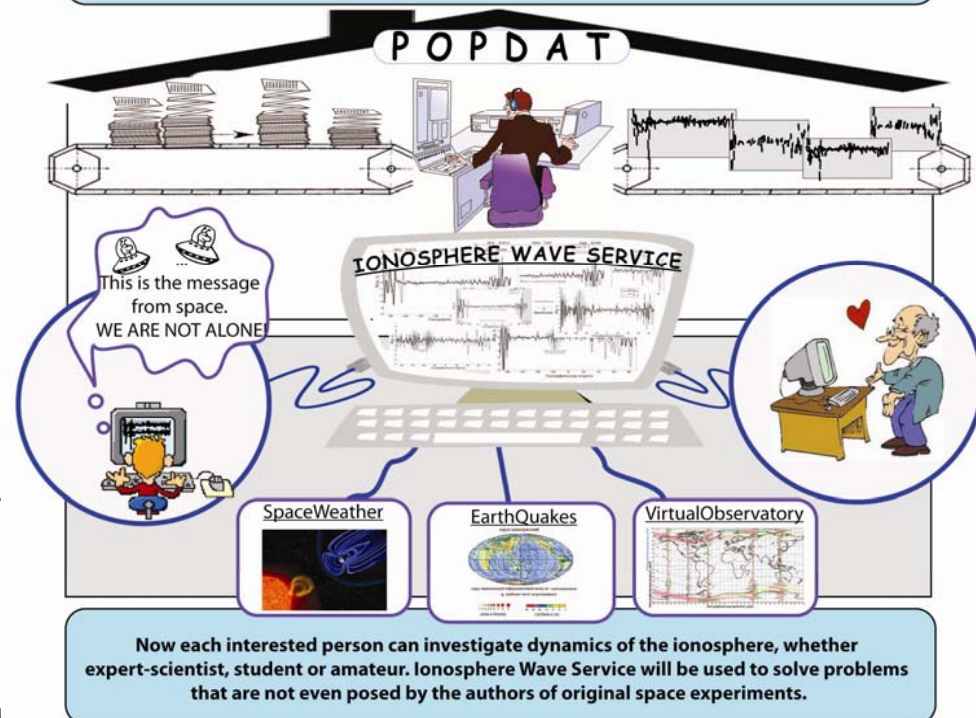 POPDAT
IONOSPHERE WAVE SERVICE
...
This is the message
from space.
WE ARE NOT ALONE!
SpaceWeather
EarthQuakes
VirtualObservatory
Now each interested person can investigate dynamics of the ionosphere, whether
expert-scientist, student or amateur. Ionosphere Wave Service will be used to solve problems
that are not even posed by the authors of original space experiments.